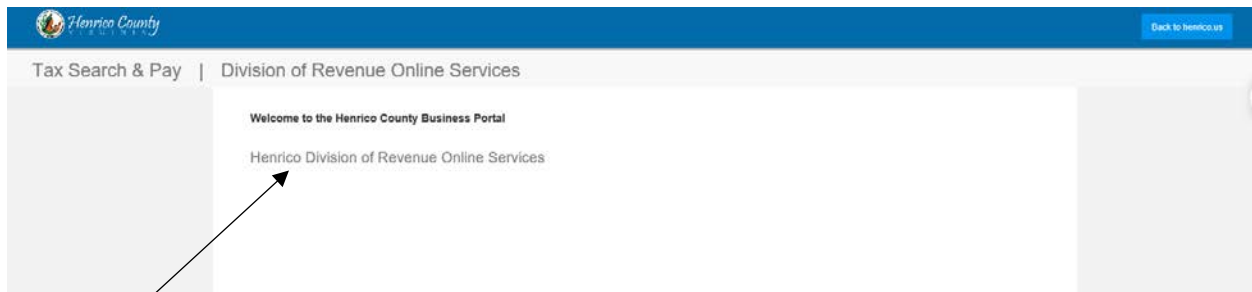 Henrico County
VIRGINIA
Back to henrico.us
Tax Search & Pay | Division of Revenue Online Services
Welcome to the Henrico County Business Portal
Henrico Division of Revenue Online Services